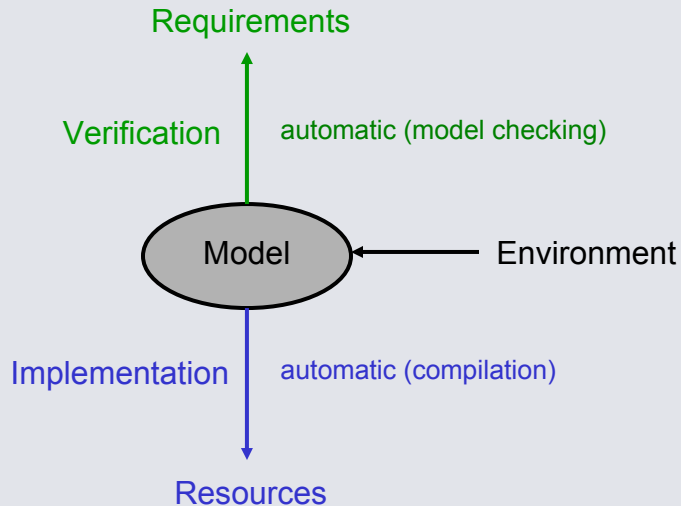 Requirements
Verification
automatic (model checking)
Model
Environment
Implementation
automatic (compilation)
Resources